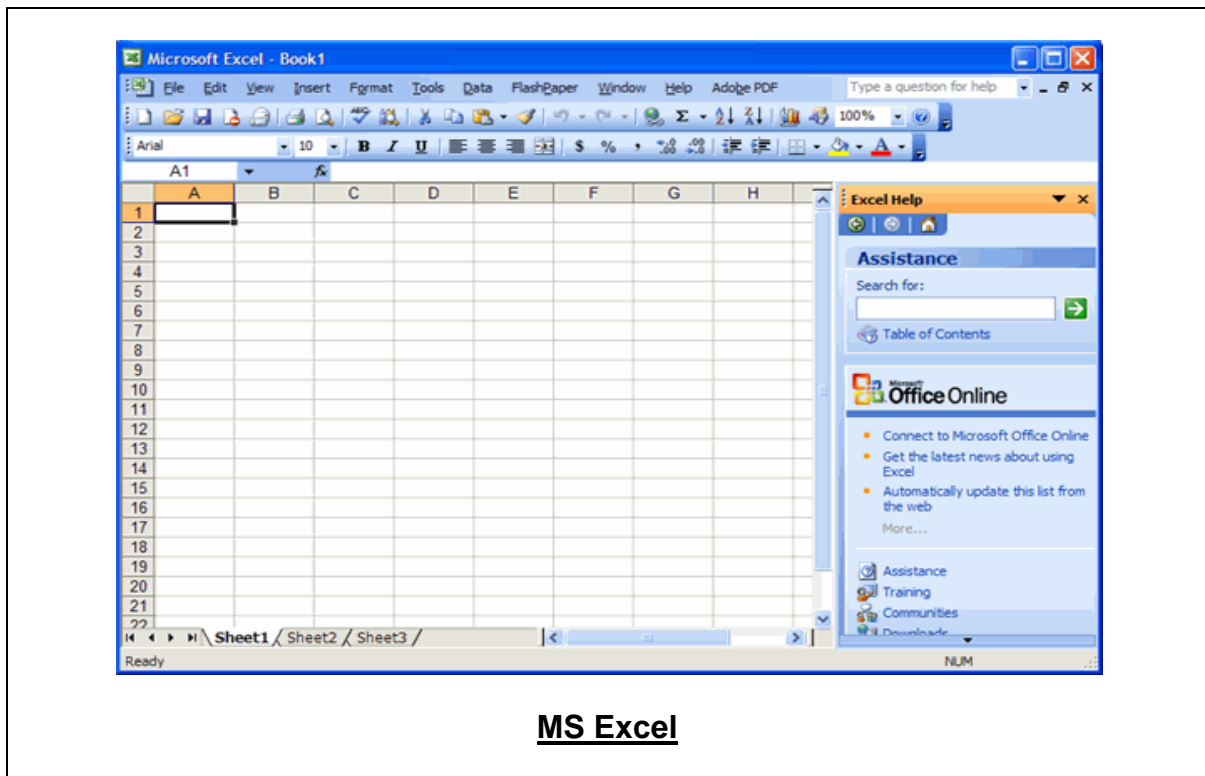 Microsoft Excel - Book1
File Edit View Insert Format Tools Data FlashPaper Window Help Adobe PDF Type a question for help
100%
Arial 10 B I U $ % , A
A1 fx
A B C D E F G H
Excel Help
1
2
3
4
5
6
7
8
9
10
11
12
13
14
15
16
17
18
19
20
21
22
Assistance
Search for:
Table of Contents
Microsoft
Office Online
Connect to Microsoft Office Online
Get the latest news about using
Excel
Automatically update this list from
the web
More...
Assistance
Training
Communities
Downloads
Sheet1 Sheet2 Sheet3
Ready NUM
MS Excel